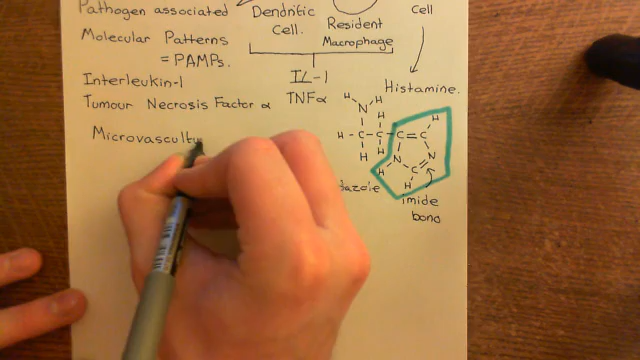 Pathogen associated
Molecular Patterns
= PAMPs.
Interleukin-1
Tumour Necrosis Factor α
Microvascultu
Dendritic
Cell.
Resident
Macrophage
IL-1
TNFα
Cell
Histamine.
H H
N H H
H - C - C - C = C
H H N N
H C
H
dazole
imide
bond